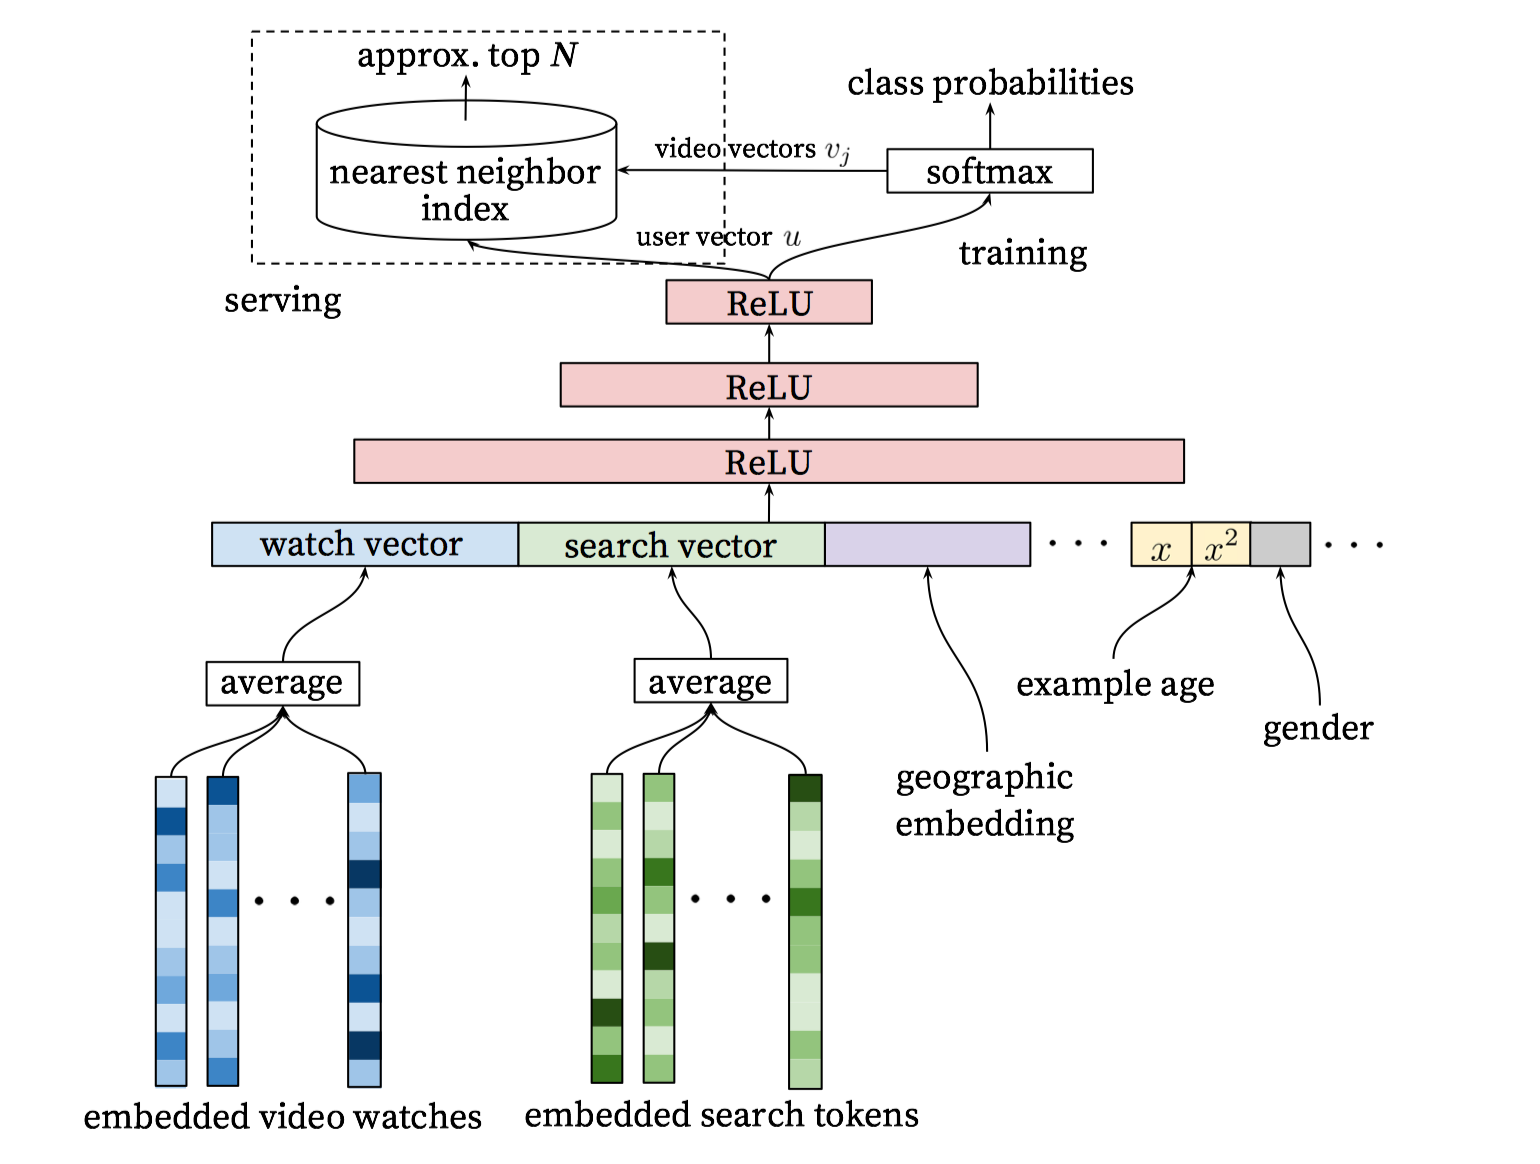 approx. top N
class probabilities
video vectors v_j
nearest neighbor
index
softmax
user vector u
training
serving
ReLU
ReLU
ReLU
watch vector
search vector
. . .
x
x²
. . .
average
average
example age
gender
geographic
embedding
. . .
. . .
embedded video watches
embedded search tokens